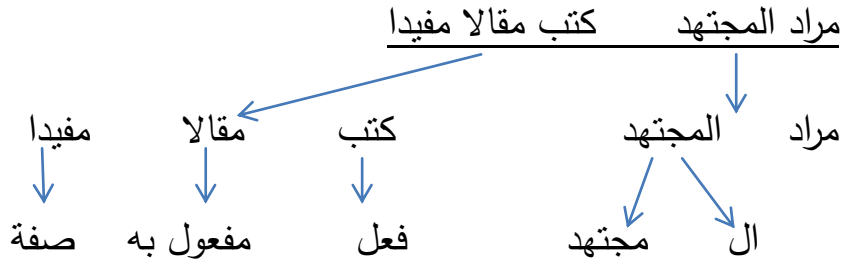 مراد المجتهد كتب مقالا مفيدا
مراد المجتهد كتب مقالا مفيدا
ال مجتهد فعل مفعول به صفة